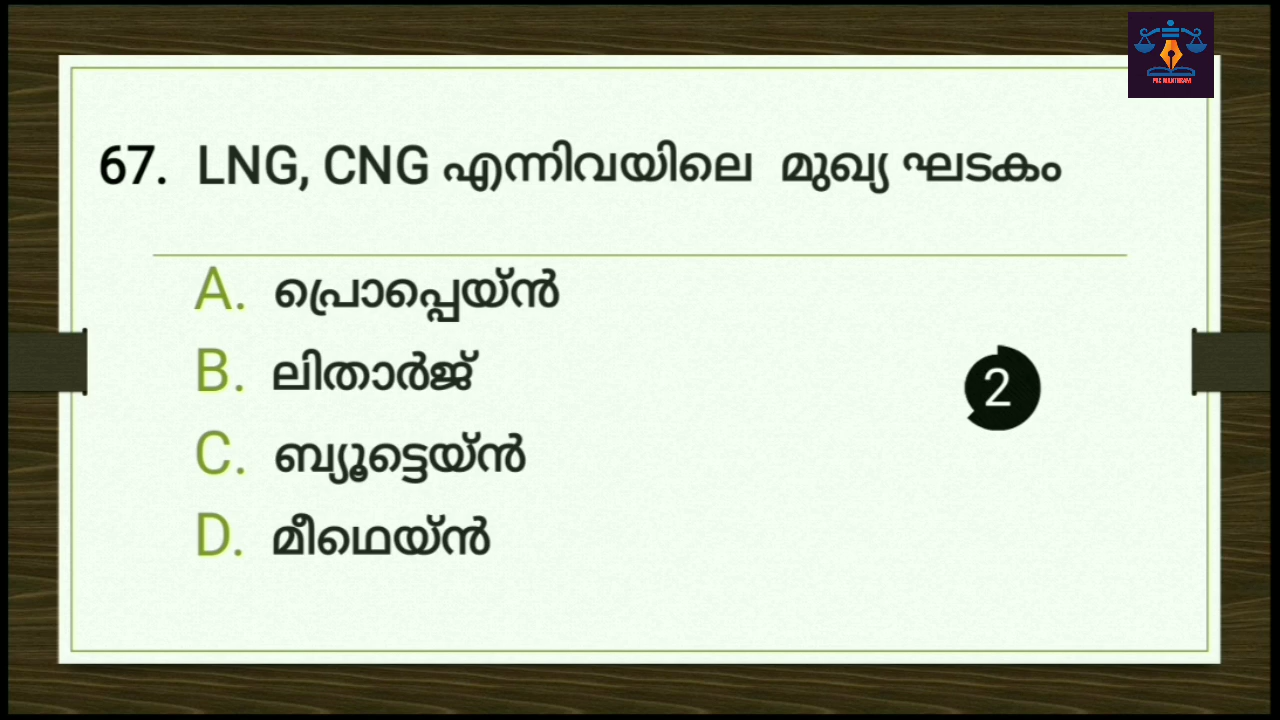 67. LNG, CNG എന്നിവയിലെ മുഖ്യ ഘടകം
A. പ്രൊപ്പെയ്ൻ
B. ലിതാർജ്
2
C. ബ്യൂട്ടെയ്ൻ
D. മീഥെയ്ൻ